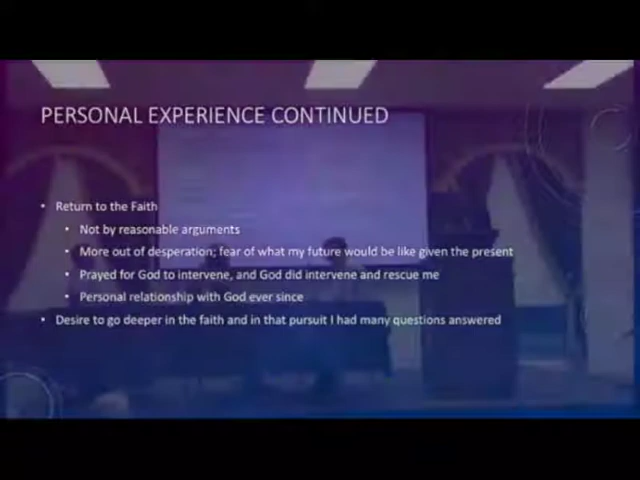 PERSONAL EXPERIENCE CONTINUED
• Return to the Faith
• Not by reasonable arguments
• More out of desperation; fear of what my future would be like given the present
• Prayed for God to intervene, and God did intervene and rescue me
• Personal relationship with God ever since
• Desire to go deeper in the faith and in that pursuit I had many questions answered